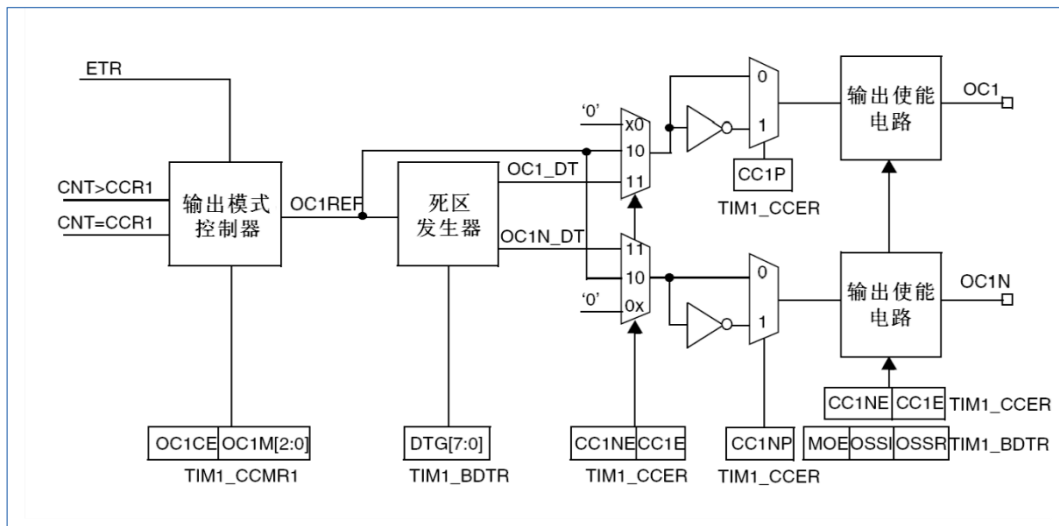 ETR
CNT>CCR1
CNT=CCR1
输出模式
控制器
OC1REF
死区
发生器
OC1_DT
OC1N_DT
'0'
x0
10
11
11
10
'0'
0x
0
1
CC1P
TIM1_CCER
0
1
输出使能
电路
OC1
输出使能
电路
OC1N
OC1CE OC1M[2:0]
TIM1_CCMR1
DTG[7:0]
TIM1_BDTR
CC1NE CC1E
TIM1_CCER
CC1NP
TIM1_CCER
CC1NE CC1E TIM1_CCER
MOE OSSI OSSR TIM1_BDTR